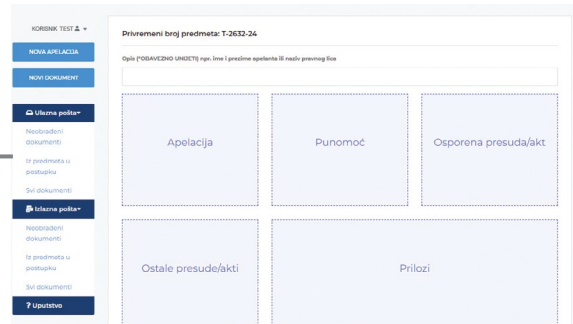 KORISNIK TEST
NOVA APELACIJA
NOVI DOKUMENT
Ulazna pošta
Neobrađeni
dokumenti
Iz predmeta u
postupku
Svi dokumenti
Izlazna pošta
Neobrađeni
dokumenti
Iz predmeta u
postupku
Svi dokumenti
? Uputstvo
Privremeni broj predmeta: T-2632-24
Opis (*OBAVEZNO UNIJETI) npr. ime i prezime apelanta ili naziv pravnog lica
Apelacija
Punomoć
Osporena presuda/akt
Ostale presude/akti
Prilozi